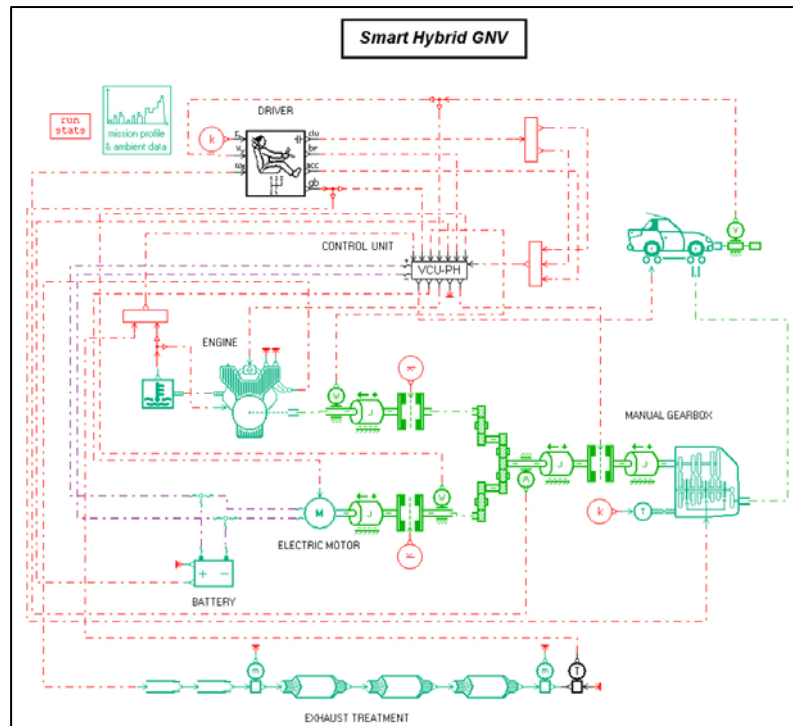 Smart Hybrid GNV
run
stats
mission profile
& ambient data
DRIVER
k
clu
br
acc
gb
CONTROL UNIT
VCU-PH
V
ENGINE
W
J
K
MANUAL GEARBOX
J
J
M
W
J
k
T
ELECTRIC MOTOR
K
+ -
BATTERY
m
m
T
EXHAUST TREATMENT